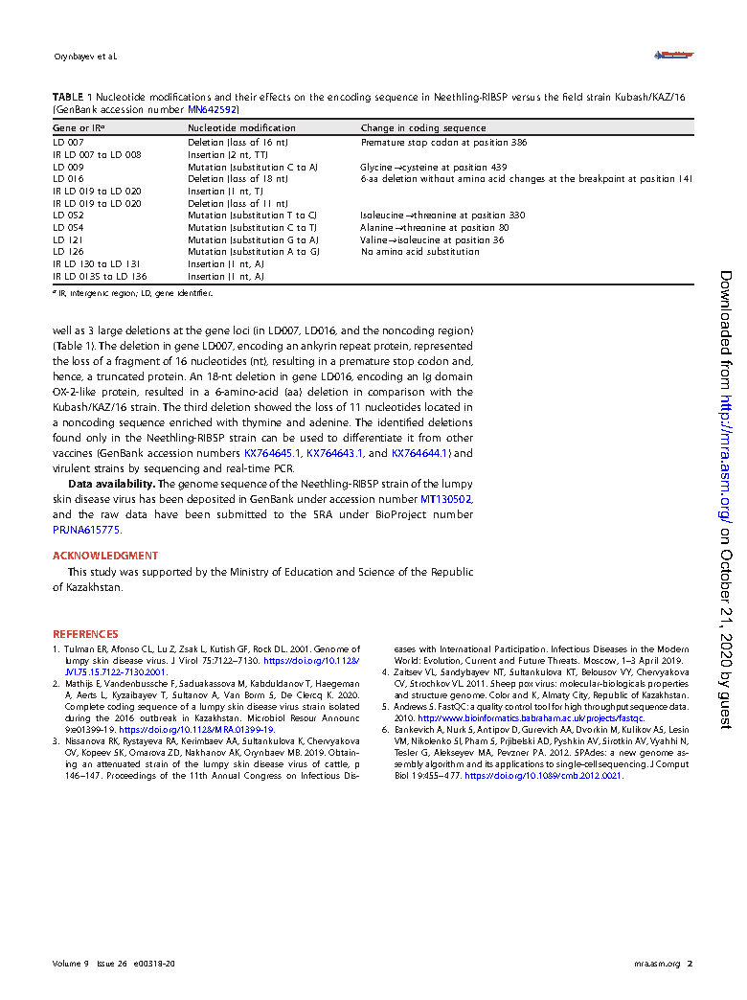 Orynbayev et al.
TABLE 1 Nucleotide modifications and their effects on the encoding sequence in Neethling-RIBSP versus the field strain Kubash/KAZ/16
(GenBank accession number MN642592)
Gene or IRa Nucleotide modification Change in coding sequence
LD 007 Deletion (loss of 16 nt) Premature stop codon at position 386
IR LD 007 to LD 008 Insertion (2 nt, TT)
LD 009 Mutation (substitution C to A) Glycine→cysteine at position 439
LD 016 Deletion (loss of 18 nt) 6-aa deletion without amino acid changes at the breakpoint at position 141
IR LD 019 to LD 020 Insertion (1 nt, T)
IR LD 019 to LD 020 Deletion (loss of 11 nt)
LD 052 Mutation (substitution T to C) Isoleucine→threonine at position 330
LD 054 Mutation (substitution C to T) Alanine→threonine at position 80
LD 121 Mutation (substitution G to A) Valine→isoleucine at position 36
LD 126 Mutation (substitution A to G) No amino acid substitution
IR LD 130 to LD 131 Insertion (1 nt, A)
IR LD 0135 to LD 136 Insertion (1 nt, A)
a IR, intergenic region; LD, gene identifier.
well as 3 large deletions at the gene loci (in LD007, LD016, and the noncoding region)
(Table 1). The deletion in gene LD007, encoding an ankyrin repeat protein, represented
the loss of a fragment of 16 nucleotides (nt), resulting in a premature stop codon and,
hence, a truncated protein. An 18-nt deletion in gene LD016, encoding an Ig domain
OX-2-like protein, resulted in a 6-amino-acid (aa) deletion in comparison with the
Kubash/KAZ/16 strain. The third deletion showed the loss of 11 nucleotides located in
a noncoding sequence enriched with thymine and adenine. The identified deletions
found only in the Neethling-RIBSP strain can be used to differentiate it from other
vaccines (GenBank accession numbers KX764645.1, KX764643.1, and KX764644.1) and
virulent strains by sequencing and real-time PCR.
Data availability. The genome sequence of the Neethling-RIBSP strain of the lumpy
skin disease virus has been deposited in GenBank under accession number MT130502,
and the raw data have been submitted to the SRA under BioProject number
PRJNA615775.
ACKNOWLEDGMENT
This study was supported by the Ministry of Education and Science of the Republic
of Kazakhstan.
REFERENCES
1. Tulman ER, Afonso CL, Lu Z, Zsak L, Kutish GF, Rock DL. 2001. Genome of
lumpy skin disease virus. J Virol 75:7122–7130. https://doi.org/10.1128/
JVI.75.15.7122-7130.2001.
2. Mathijs E, Vandenbussche F, Saduakassova M, Kabduldanov T, Haegeman
A, Aerts L, Kyzaibayev T, Sultanov A, Van Borm S, De Clercq K. 2020.
Complete coding sequence of a lumpy skin disease virus strain isolated
during the 2016 outbreak in Kazakhstan. Microbiol Resour Announc
9:e01399-19. https://doi.org/10.1128/MRA.01399-19.
3. Nissanova RK, Rystayeva RA, Kerimbaev AA, Sultankulova K, Chervyakova
OV, Kopeev SK, Omarova ZD, Nakhanov AK, Orynbaev MB. 2019. Obtain-
ing an attenuated strain of the lumpy skin disease virus of cattle, p
146–147. Proceedings of the 11th Annual Congress on Infectious Dis-
eases with International Participation. Infectious Diseases in the Modern
World: Evolution, Current and Future Threats. Moscow, 1–3 April 2019.
4. Zaitsev VL, Sandybayev NT, Sultankulova KT, Belousov VY, Chervyakova
CV, Strochkov VL. 2011. Sheep pox virus: molecular-biologicals properties
and structure genome. Color and K, Almaty City, Republic of Kazakhstan.
5. Andrews S. FastQC: a quality control tool for high throughput sequence data.
2010. http://www.bioinformatics.babraham.ac.uk/projects/fastqc.
6. Bankevich A, Nurk S, Antipov D, Gurevich AA, Dvorkin M, Kulikov AS, Lesin
VM, Nikolenko SI, Pham S, Prjibelski AD, Pyshkin AV, Sirotkin AV, Vyahhi N,
Tesler G, Alekseyev MA, Pevzner PA. 2012. SPAdes: a new genome as-
sembly algorithm and its applications to single-cell sequencing. J Comput
Biol 19:455–477. https://doi.org/10.1089/cmb.2012.0021.
Volume 9 Issue 26 e00318-20
mra.asm.org 2
Downloaded from http://mra.asm.org/ on October 21, 2020 by guest